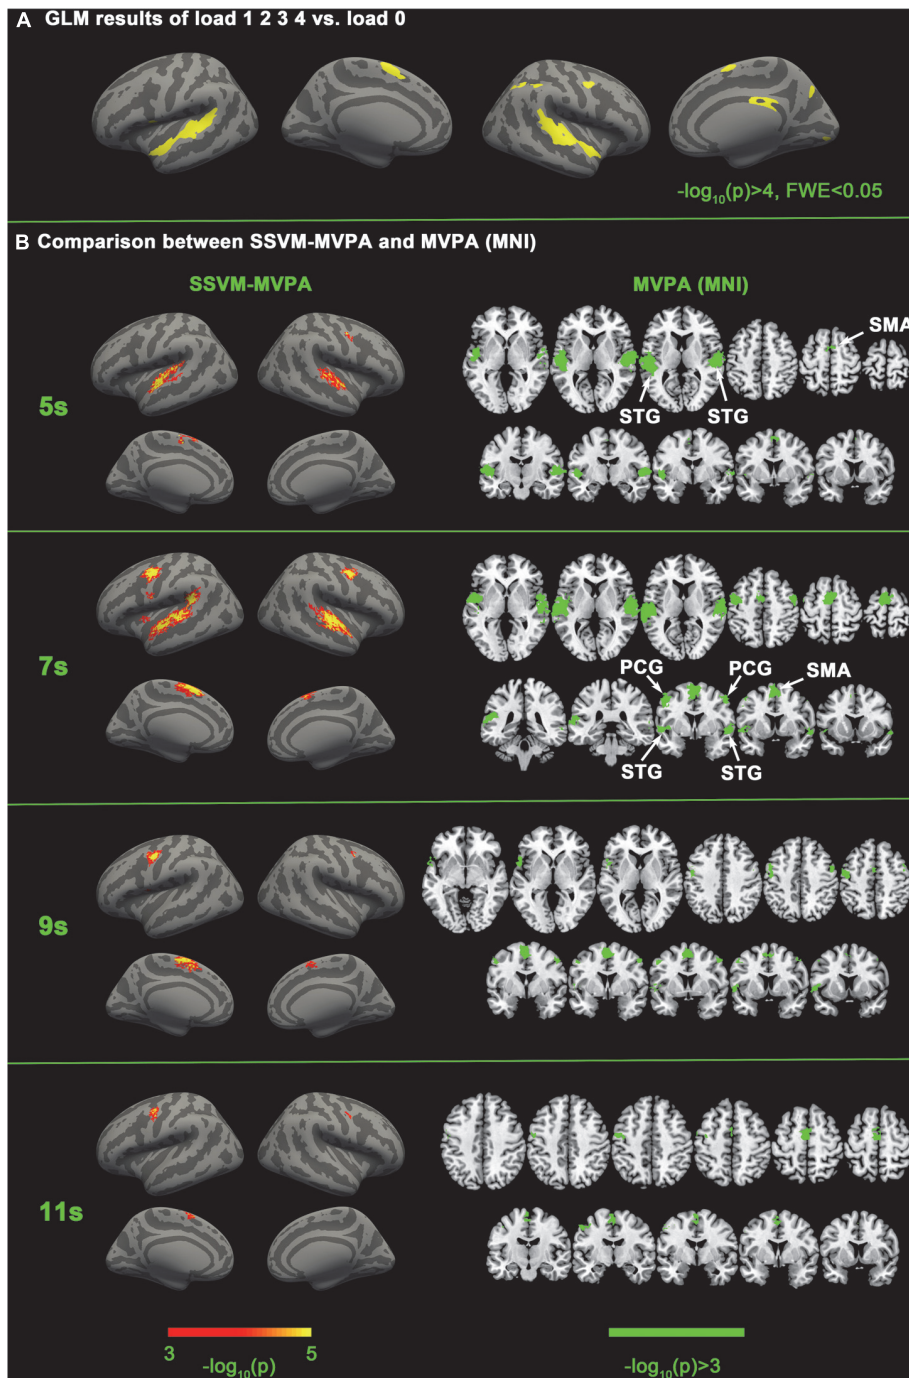 A GLM results of load 1 2 3 4 vs. load 0
-log₁₀(p)>4, FWE<0.05
B Comparison between SSVM-MVPA and MVPA (MNI)
SSVM-MVPA MVPA (MNI)
SMA
5s
STG STG
7s
PCG PCG SMA
STG STG
9s
11s
3 5
-log₁₀(p) -log₁₀(p)>3